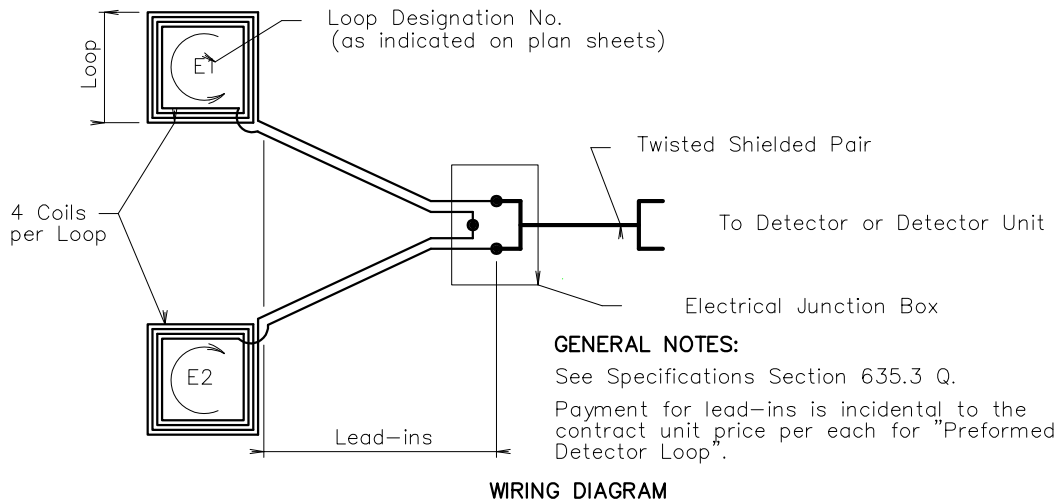 Loop Designation No.
(as indicated on plan sheets)
Loop
E1
Twisted Shielded Pair
4 Coils
per Loop
To Detector or Detector Unit
Electrical Junction Box
E2
Lead-ins
GENERAL NOTES:
See Specifications Section 635.3 Q.
Payment for lead-ins is incidental to the
contract unit price per each for "Preformed
Detector Loop".
WIRING DIAGRAM